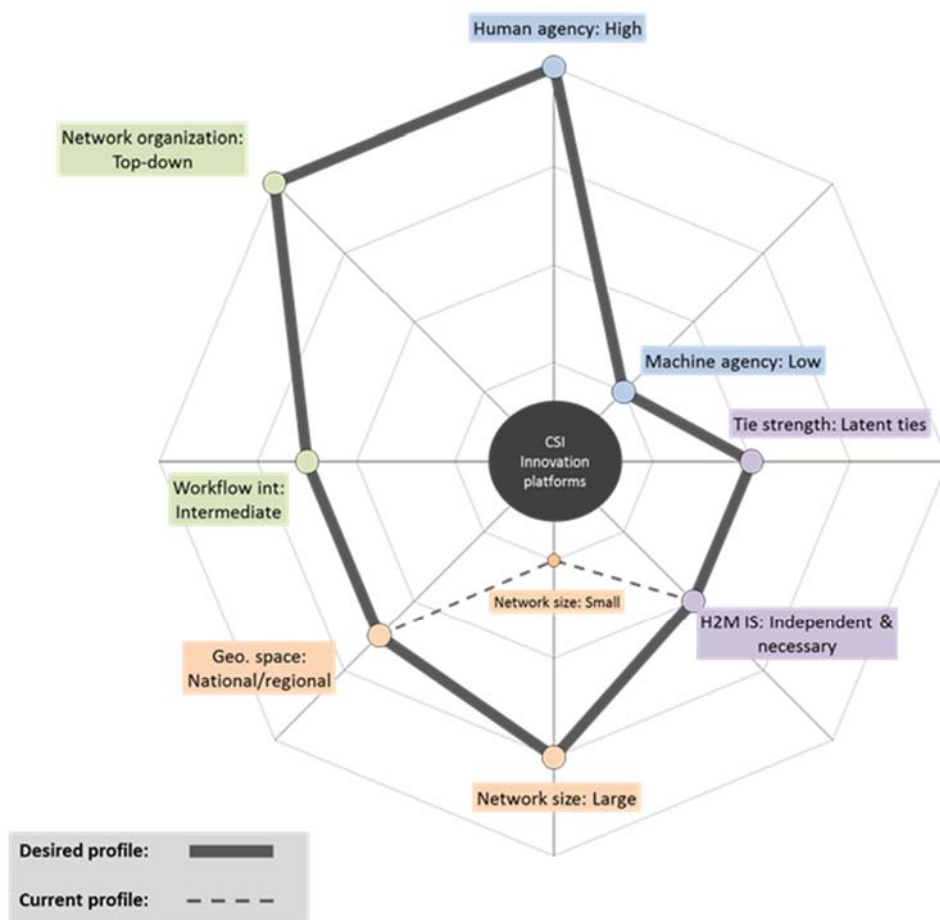 Human agency: High
Network organization:
Top-down
Machine agency: Low
Tie strength: Latent ties
CSI
Innovation
platforms
Workflow int:
Intermediate
Network size: Small
H2M IS: Independent &
necessary
Geo. space:
National/regional
Network size: Large
Desired profile:
Current profile: